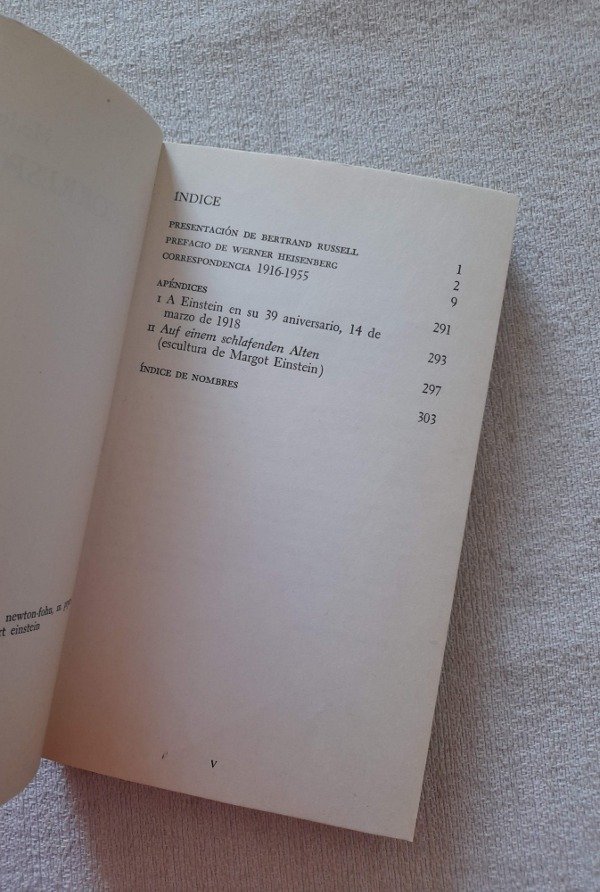 newton-fohn, n
einstein
ÍNDICE
PRESENTACIÓN DE BERTRAND RUSSELL 1
PREFACIO DE WERNER HEISENBERG 2
CORRESPONDENCIA 1916-1955 9
APÉNDICES 291
I A Einstein en su 39 aniversario, 14 de
marzo de 1918 293
II Auf einem schlafenden Alten
(escultura de Margot Einstein) 297
ÍNDICE DE NOMBRES 303
V